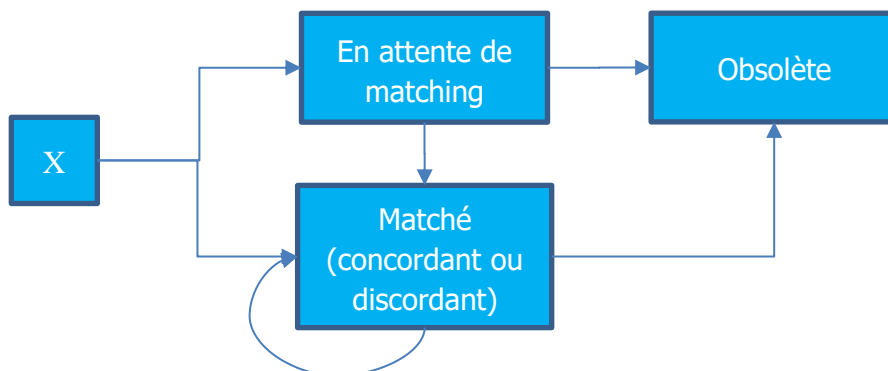 En attente de
matching
Obsolète
X
Matché
(concordant ou
discordant)